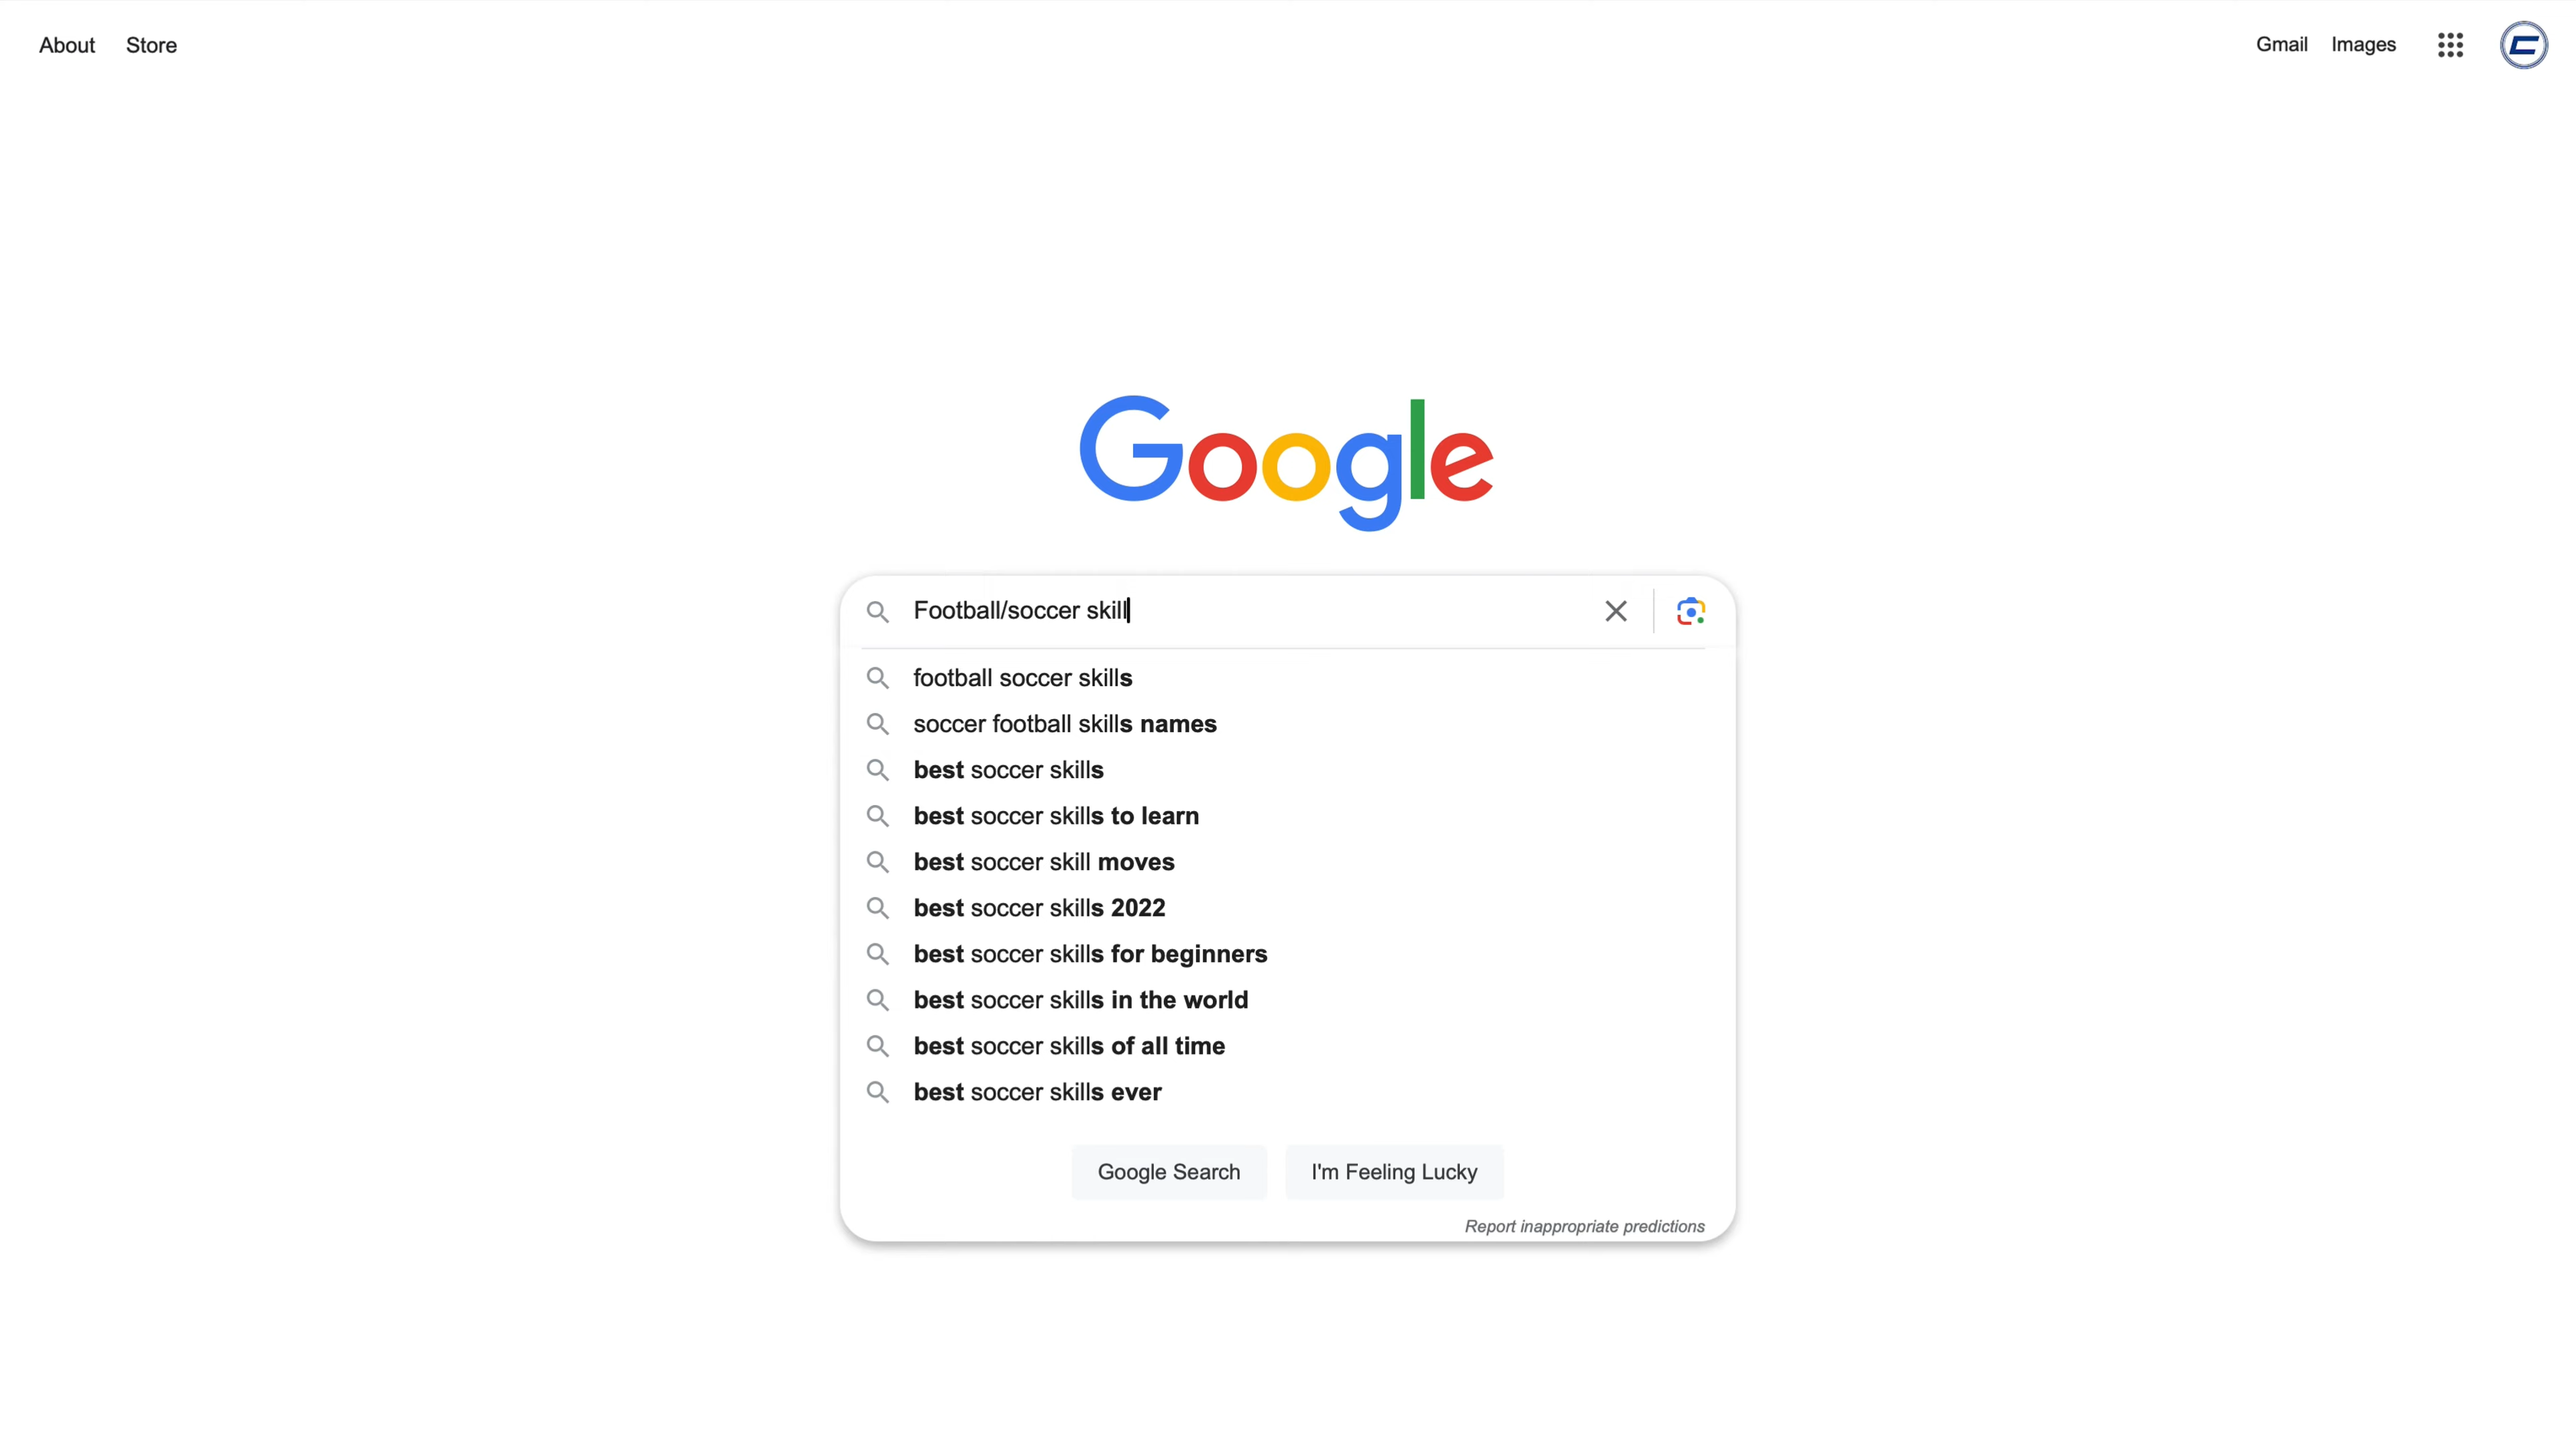 About Store
Gmail Images
Google
Football/soccer skill
football soccer skills
soccer football skills names
best soccer skills
best soccer skills to learn
best soccer skill moves
best soccer skills 2022
best soccer skills for beginners
best soccer skills in the world
best soccer skills of all time
best soccer skills ever
Google Search I'm Feeling Lucky
Report inappropriate predictions